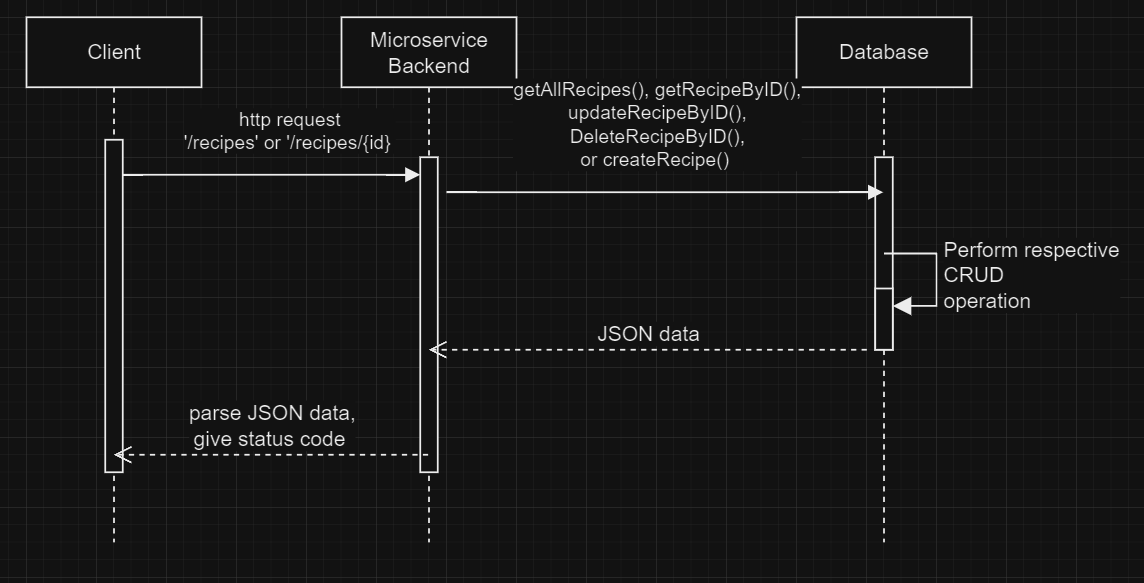 Client
Microservice
Backend
Database
http request
'/recipes' or '/recipes/{id}
getAllRecipes(), getRecipeByID(),
updateRecipeByID(),
DeleteRecipeByID(),
or createRecipe()
Perform respective
CRUD
operation
JSON data
parse JSON data,
give status code